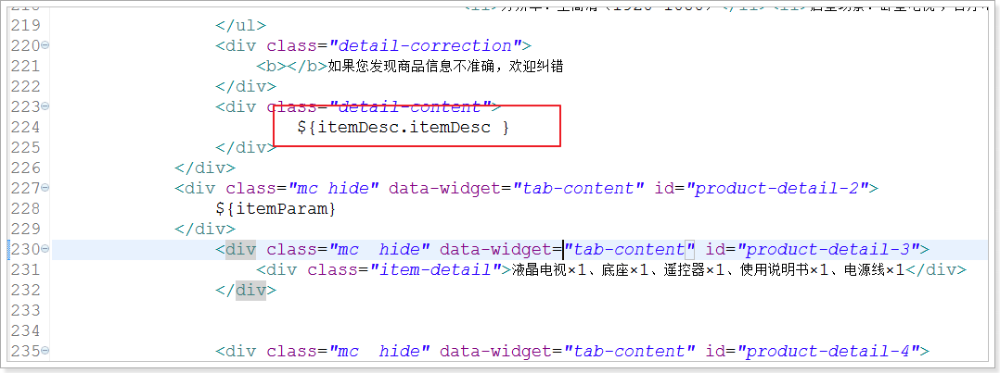 219 </ul>
220 <div class="detail-correction">
221 <b></b>如果您发现商品信息不准确，欢迎纠错
222 </div>
223 <div class="detail-content">
224 ${itemDesc.itemDesc }
225 </div>
226 </div>
227 <div class="mc hide" data-widget="tab-content" id="product-detail-2">
228 ${itemParam}
229 </div>
230 <div class="mc  hide" data-widget="tab-content" id="product-detail-3">
231 <div class="item-detail">液晶电视×1、底座×1、遥控器×1、使用说明书×1、电源线×1</div>
232 </div>
233
234
235 <div class="mc  hide" data-widget="tab-content" id="product-detail-4">